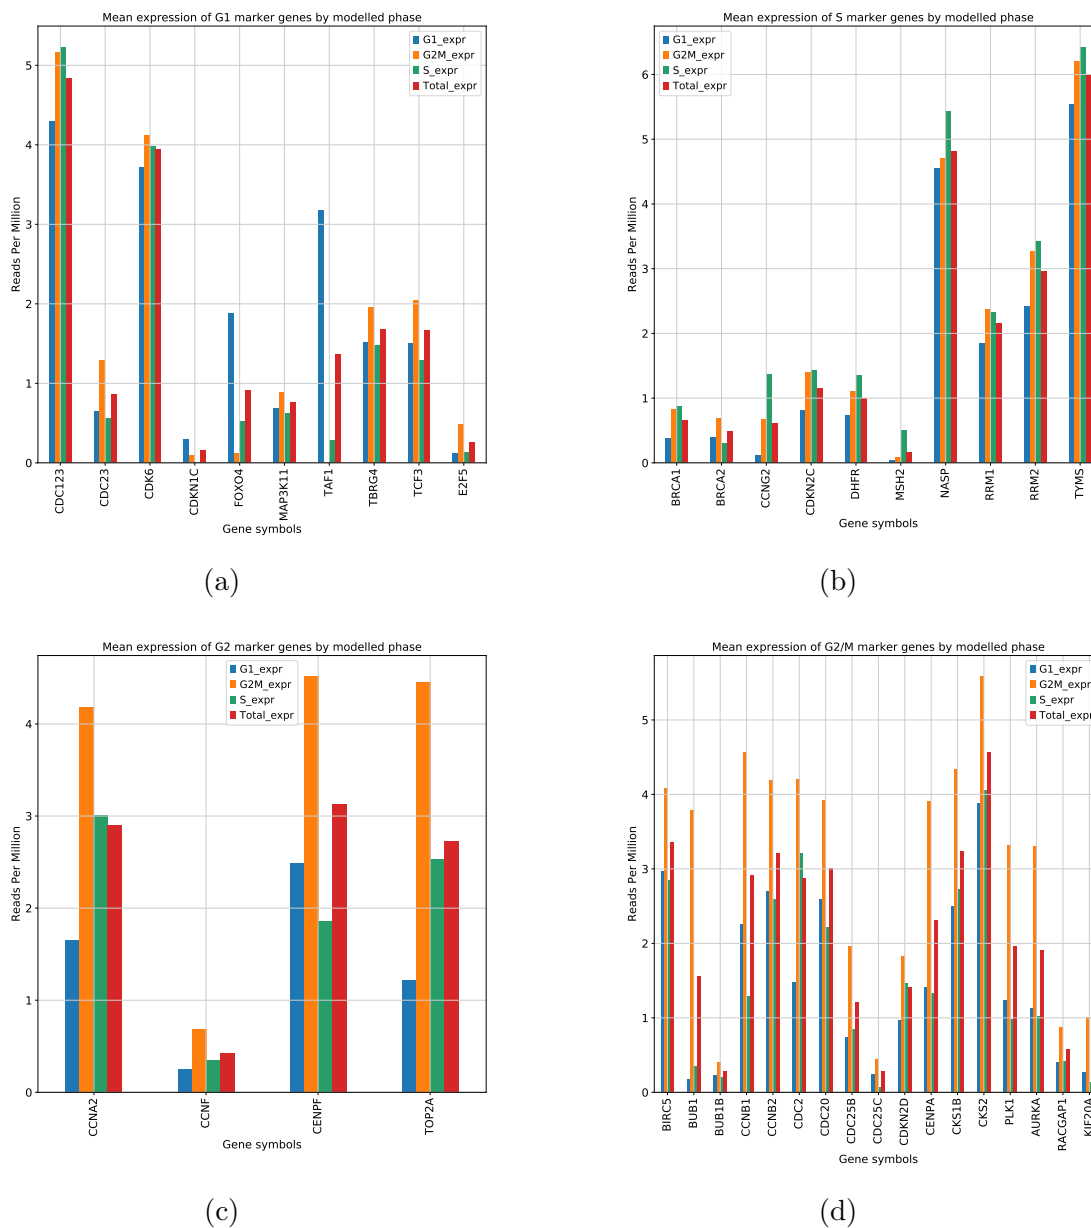 Mean expression of G1 marker genes by modelled phase
G1_expr
G2M_expr
S_expr
Total_expr
Reads Per Million
5
4
3
2
1
0
CDC123
CDC23
CDK6
CDKN1C
FOXO4
MAP3K11
TAF1
TBRG4
TCF3
E2F5
Gene symbols
(a)
Mean expression of S marker genes by modelled phase
G1_expr
G2M_expr
S_expr
Total_expr
Reads Per Million
6
5
4
3
2
1
0
BRCA1
BRCA2
CCNG2
CDKN2C
DHFR
MSH2
NASP
RRM1
RRM2
TYMS
Gene symbols
(b)
Mean expression of G2 marker genes by modelled phase
G1_expr
G2M_expr
S_expr
Total_expr
Reads Per Million
4
3
2
1
0
CCNA2
CCNF
CENPF
TOP2A
Gene symbols
(c)
Mean expression of G2/M marker genes by modelled phase
G1_expr
G2M_expr
S_expr
Total_expr
Reads Per Million
5
4
3
2
1
0
BIRC5
BUB1
BUB1B
CCNB1
CCNB2
CDC2
CDC20
CDC25B
CDC25C
CDKN2D
CENPA
CKS1B
CKS2
PLK1
AURKA
RACGAP1
KIF20A
Gene symbols
(d)